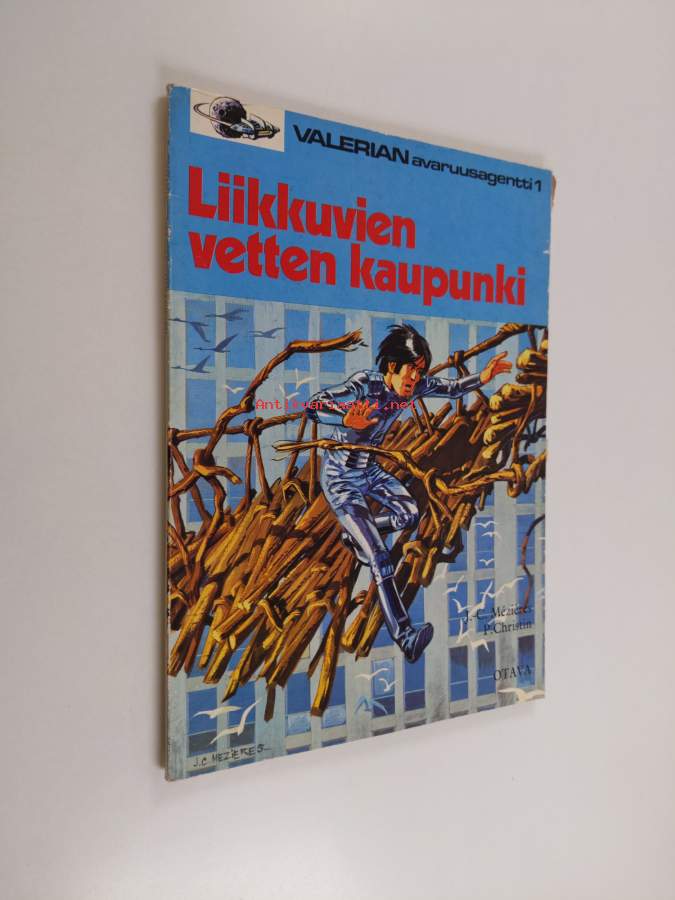 VALERIAN avaruusagentti 1
Liikkuvien
vetten kaupunki
Antikvariaatti.net
J.-C. Mézières
P. Christin
OTAVA
J.C MEZIERES